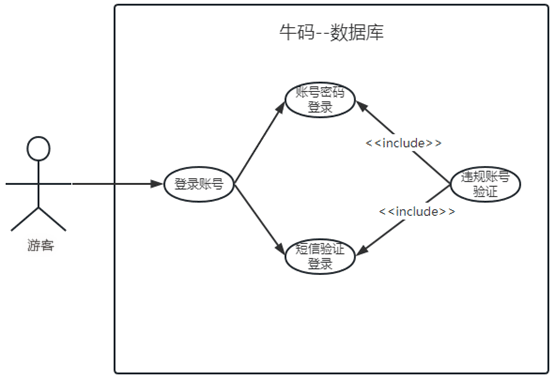 牛码--数据库
账号密码
登录
<<include>>
登录账号
违规账号
验证
<<include>>
游客
短信验证
登录